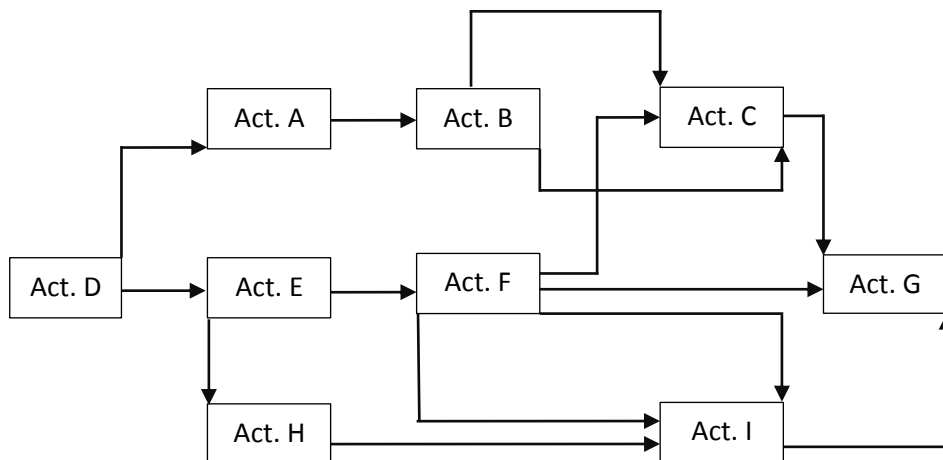 Act. A
Act. B
Act. C
Act. D
Act. E
Act. F
Act. G
Act. H
Act. I